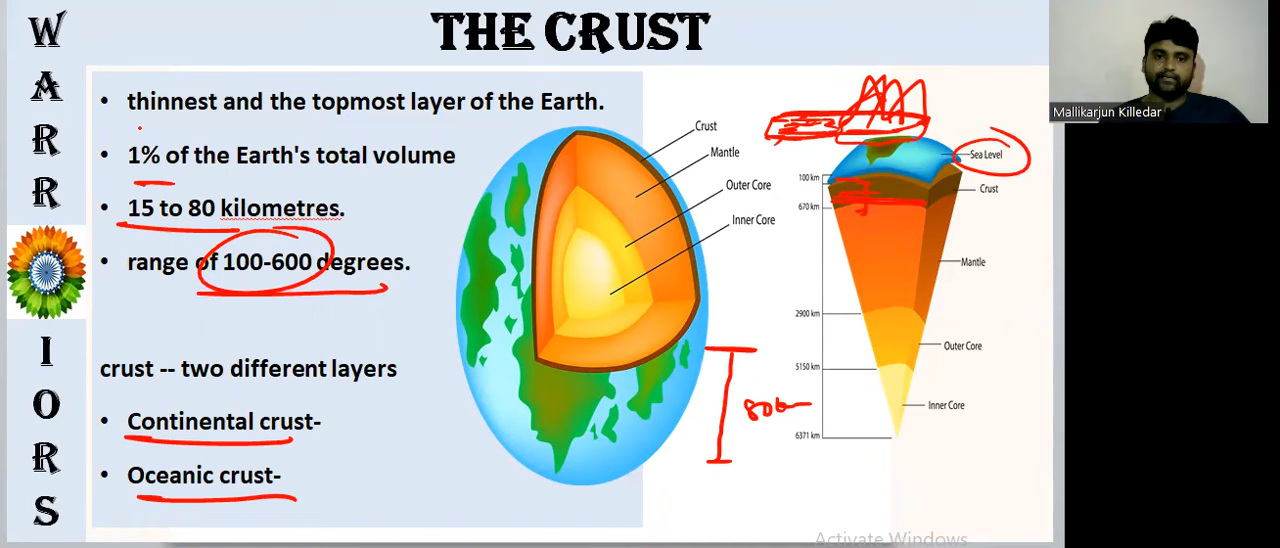 W
A
R
R
I
O
R
S
THE CRUST
• thinnest and the topmost layer of the Earth.
• 1% of the Earth's total volume
• 15 to 80 kilometres.
• range of 100-600 degrees.
crust -- two different layers
• Continental crust-
• Oceanic crust-
Crust
Mantle
Outer Core
Inner Core
Sea Level
100 km
Crust
670 km
Mantle
2900 km
Outer Core
5150 km
Inner Core
6371 km
Mallikarjun Killedar
Activate Windows